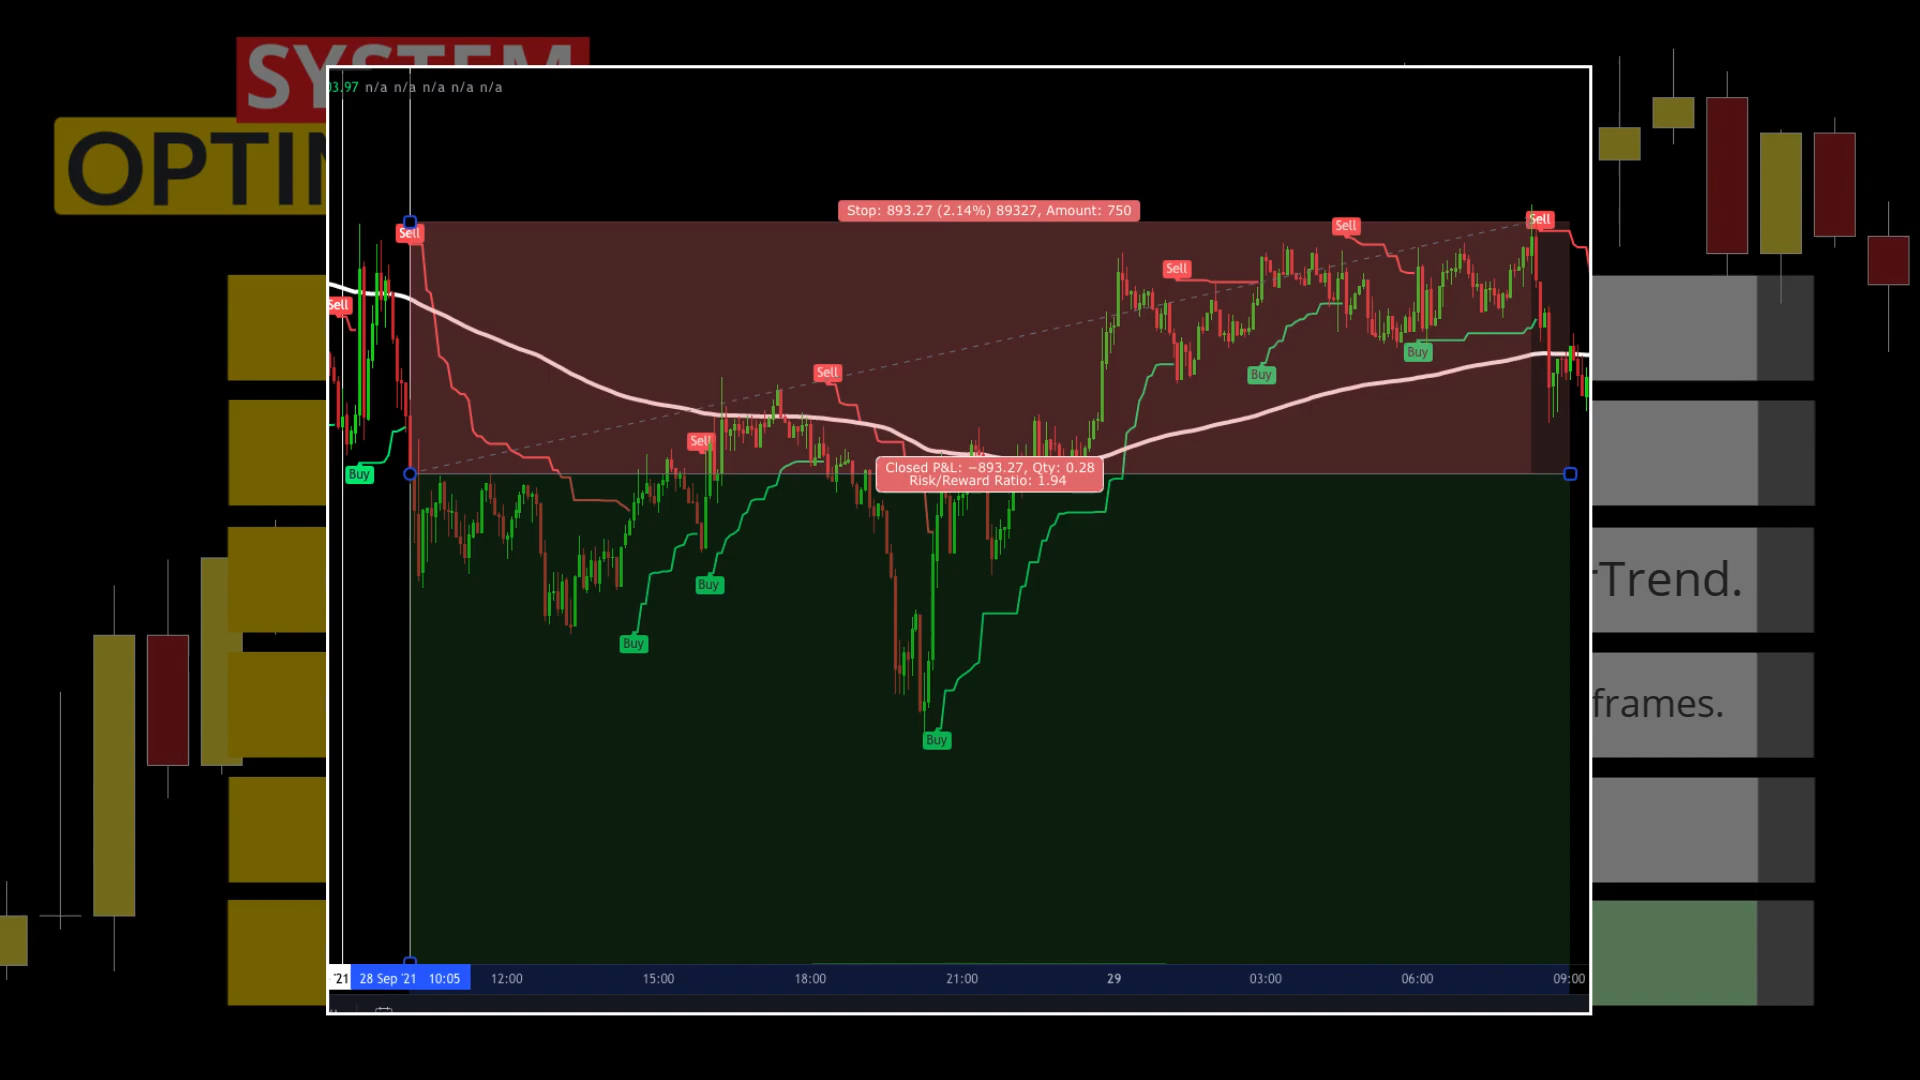 SYSTEM
OPTI
03.97 n/a n/a n/a n/a n/a
Stop: 893.27 (2.14%) 89327, Amount: 750
Sell
Sell
Sell
Sell
Sell
Sell
Sell
Sell
Buy
Buy
Buy
Buy
Buy
Buy
Closed P&L: −893.27, Qty: 0.28
Risk/Reward Ratio: 1.94
Trend.
frames.
'21 28 Sep '21 10:05 12:00 15:00 18:00 21:00 29 03:00 06:00 09:00